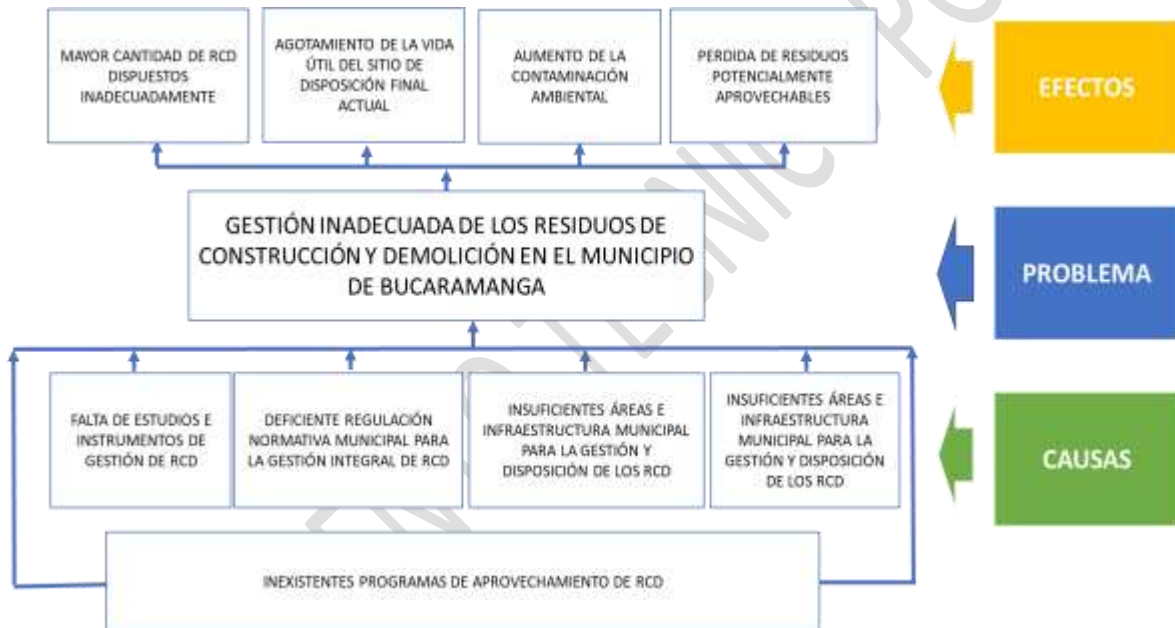 MAYOR CANTIDAD DE RCD
DISPUESTOS
INADECUADAMENTE
AGOTAMIENTO DE LA VIDA
ÚTIL DEL SITIO DE
DISPOSICIÓN FINAL
ACTUAL
AUMENTO DE LA
CONTAMINACIÓN
AMBIENTAL
PERDIDA DE RESIDUOS
POTENCIALMENTE
APROVECHABLES
EFECTOS
GESTIÓN INADECUADA DE LOS RESIDUOS DE
CONSTRUCCIÓN Y DEMOLICIÓN EN EL MUNICIPIO
DE BUCARAMANGA
PROBLEMA
FALTA DE ESTUDIOS E
INSTRUMENTOS DE
GESTIÓN DE RCD
DEFICIENTE REGULACIÓN
NORMATIVA MUNICIPAL PARA
LA GESTIÓN INTEGRAL DE RCD
INSUFICIENTES ÁREAS E
INFRAESTRUCTURA MUNICIPAL
PARA LA GESTIÓN Y
DISPOSICIÓN DE LOS RCD
INSUFICIENTES ÁREAS E
INFRAESTRUCTURA
MUNICIPAL PARA LA
GESTIÓN Y DISPOSICIÓN
DE LOS RCD
CAUSAS
INEXISTENTES PROGRAMAS DE APROVECHAMIENTO DE RCD